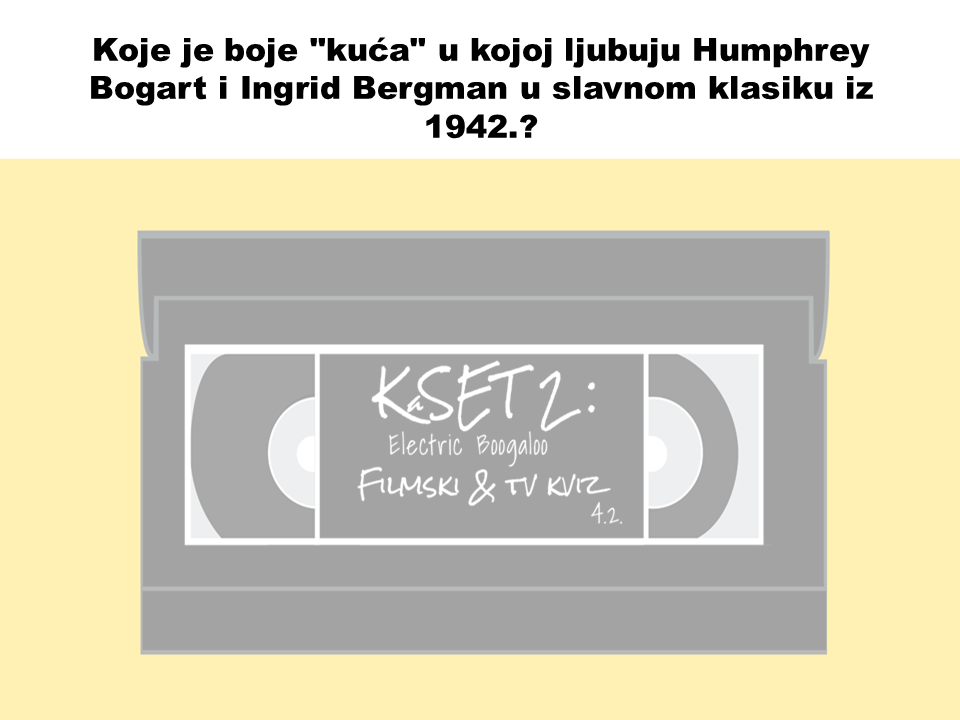 Koje je boje "kuća" u kojoj ljubuju Humphrey
Bogart i Ingrid Bergman u slavnom klasiku iz
1942.?
KaSET 2:
Electric Boogaloo
FILMSKI & TV KVIZ
4.2.